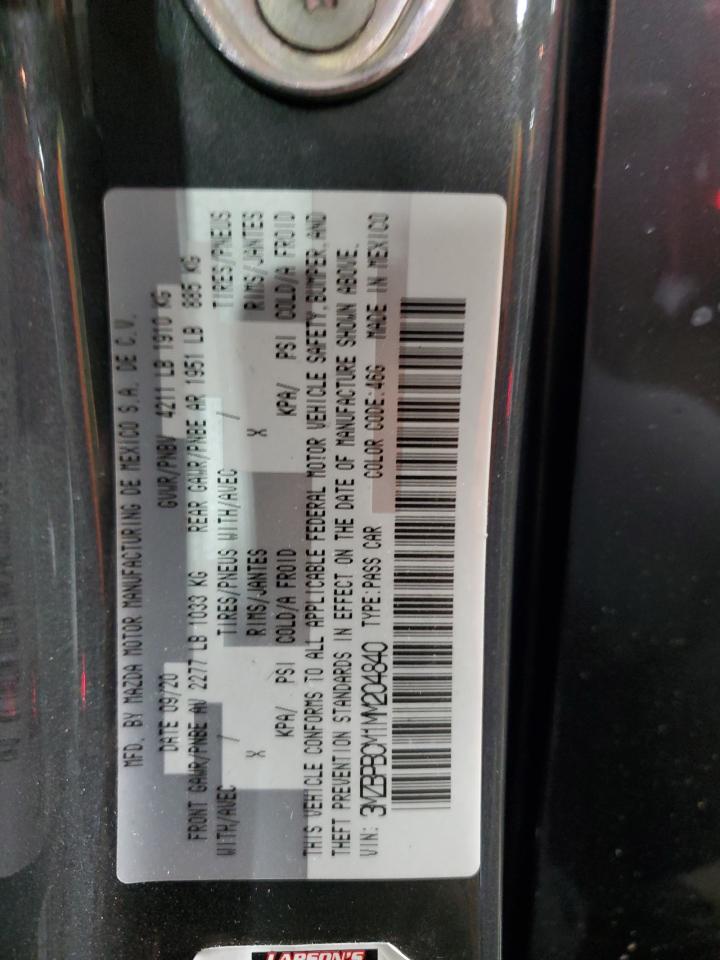 MFD. BY MAZDA MOTOR MANUFACTURING DE MEXICO S.A. DE C.V.
DATE 09/20 GVWR/PNBV 4211 LB 1910 KG
FRONT GAWR/PNBE AV 2277 LB 1033 KG REAR GAWR/PNBE AR 1951 LB 885 KG
WITH/AVEC / TIRES/PNEUS WITH/AVEC / TIRES/PNEUS
X RIMS/JANTES X RIMS/JANTES
KPA/ PSI COLD/A FROID KPA/ PSI COLD/A FROID
THIS VEHICLE CONFORMS TO ALL APPLICABLE FEDERAL MOTOR VEHICLE SAFETY, BUMPER, AND
THEFT PREVENTION STANDARDS IN EFFECT ON THE DATE OF MANUFACTURE SHOWN ABOVE.
VIN: 3MZBPBCM1MM204840 TYPE:PASS CAR COLOR CODE:46G MADE IN MEXICO
LARSON'S